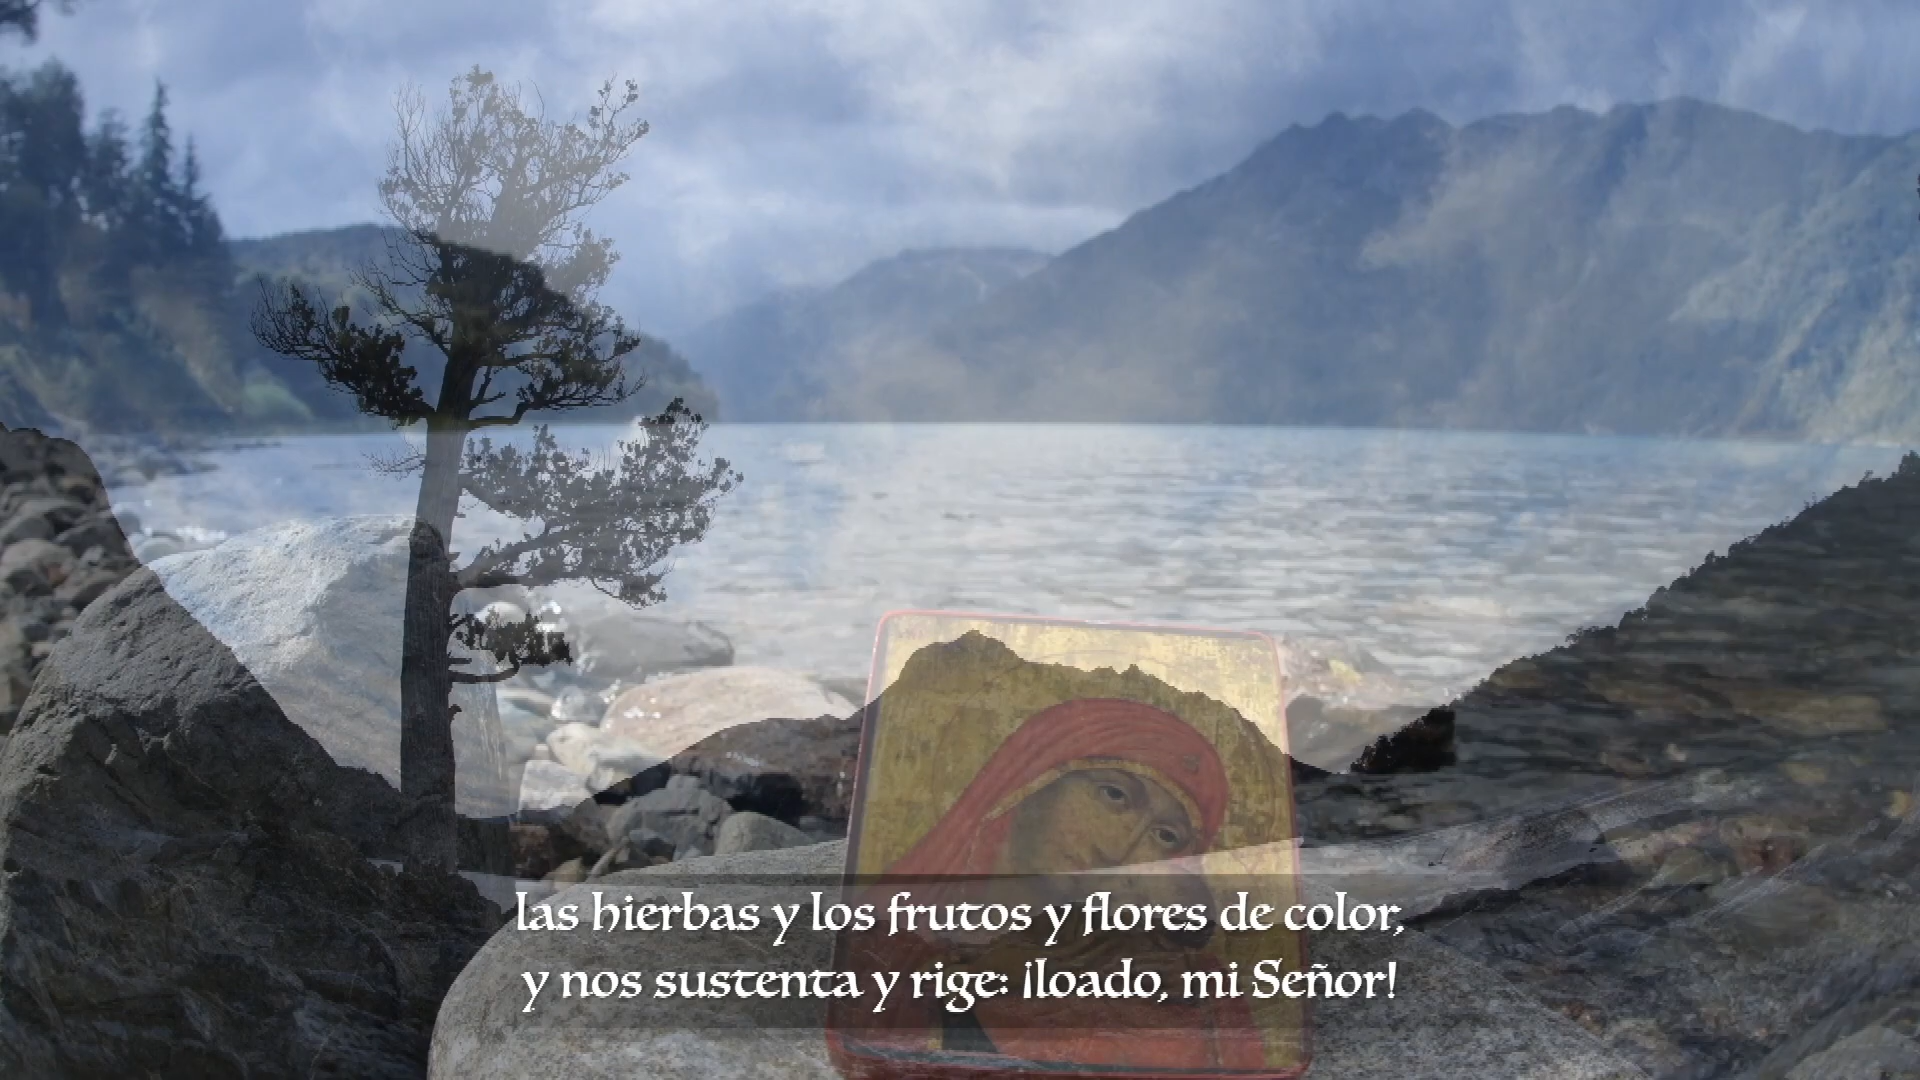 las hierbas y los frutos y flores de color,
y nos sustenta y rige: ¡loado, mi Señor!